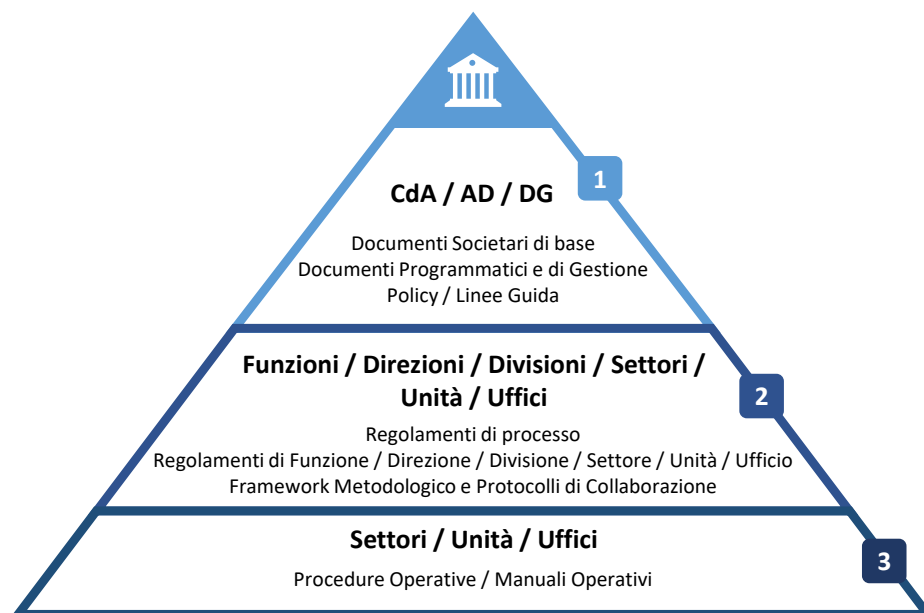 1
CdA / AD / DG
Documenti Societari di base
Documenti Programmatici e di Gestione
Policy / Linee Guida
Funzioni / Direzioni / Divisioni / Settori /
Unità / Uffici
2
Regolamenti di processo
Regolamenti di Funzione / Direzione / Divisione / Settore / Unità / Ufficio
Framework Metodologico e Protocolli di Collaborazione
Settori / Unità / Uffici
3
Procedure Operative / Manuali Operativi